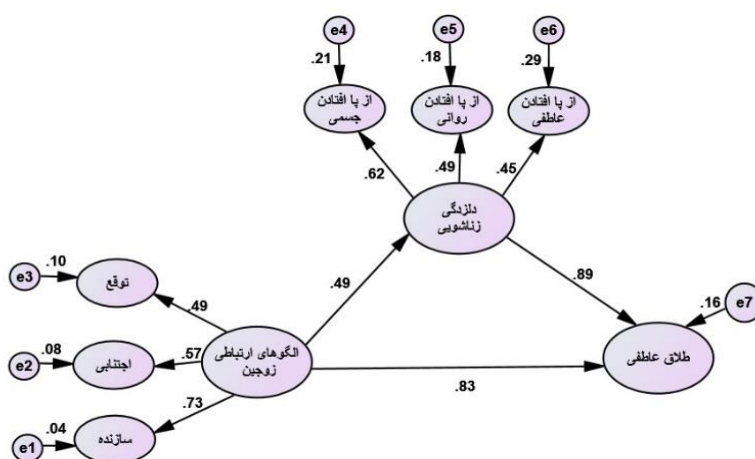 e4
e5
e6
.21
.18
.29
از پا افتادن
جسمی
از پا افتادن
روانی
از پا افتادن
عاطفی
.62
.49
.45
دلزدگی
زناشویی
e3
.10
توقع
.49
.49
.89
e7
.16
e2
.08
اجتنابی
.57
الگوهای ارتباطی
زوجین
طلاق عاطفی
.83
.73
e1
.04
سازنده